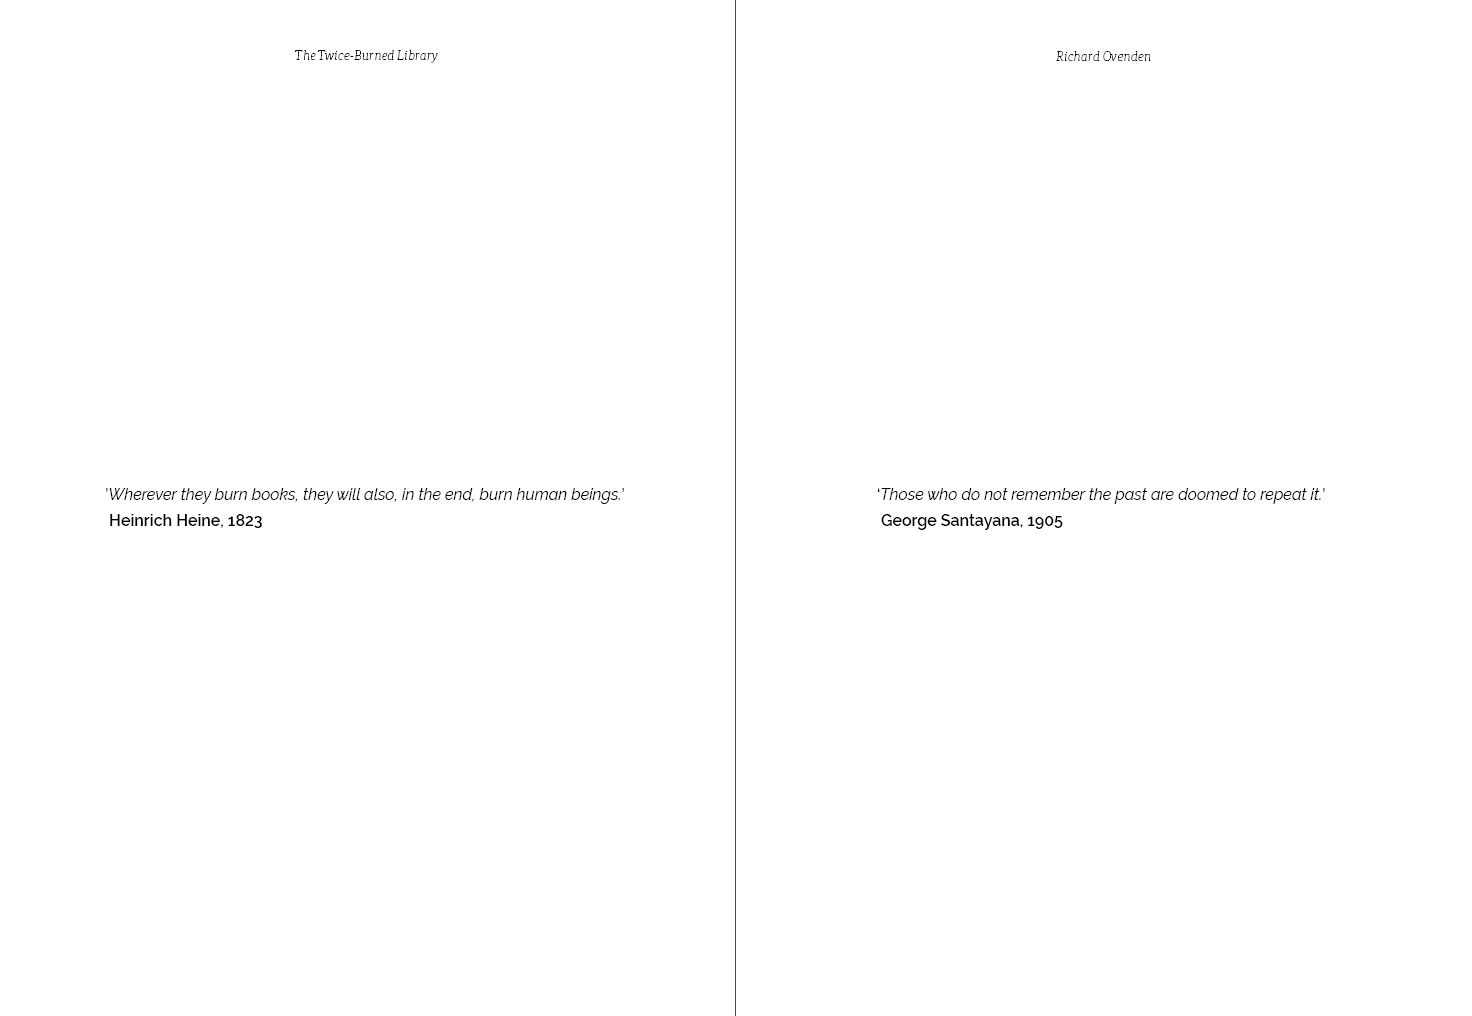 The Twice-Burned Library
'Wherever they burn books, they will also, in the end, burn human beings.'
Heinrich Heine, 1823
Richard Ovenden
‘Those who do not remember the past are doomed to repeat it.’
George Santayana, 1905